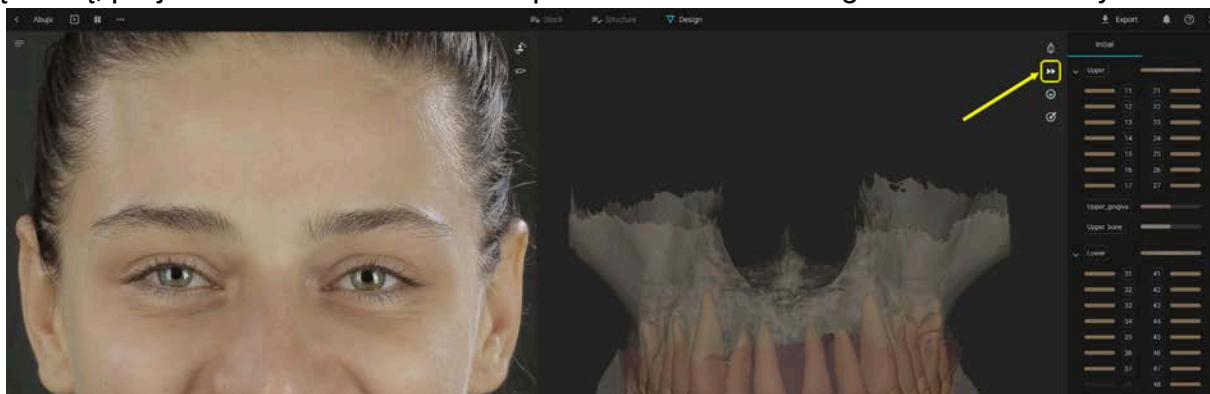 Abuja Stock Structure Design Export
Initial
Upper
11 21
12 22
13 23
14 24
15 25
16 26
17 27
Upper_gingiva
Upper bone
Lower
31 41
32 42
33 43
34 44
35 45
36 46
37 47
48